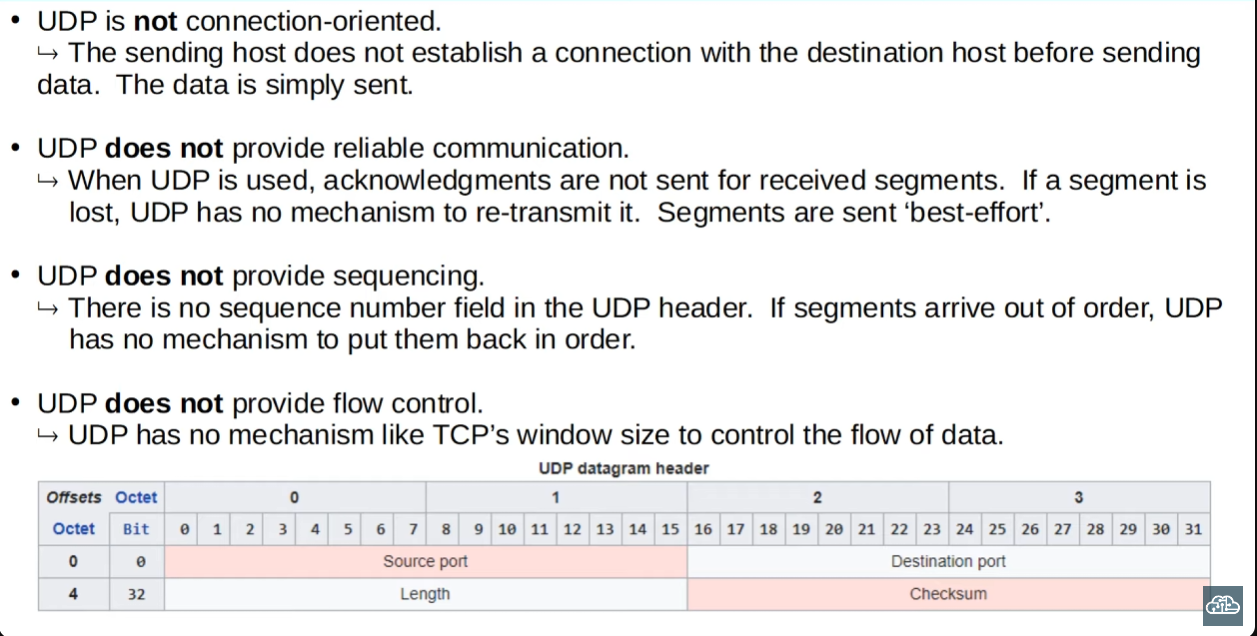 • UDP is not connection-oriented.
↪ The sending host does not establish a connection with the destination host before sending
data.  The data is simply sent.
• UDP does not provide reliable communication.
↪ When UDP is used, acknowledgments are not sent for received segments.  If a segment is
lost, UDP has no mechanism to re-transmit it.  Segments are sent ‘best-effort’.
• UDP does not provide sequencing.
↪ There is no sequence number field in the UDP header.  If segments arrive out of order, UDP
has no mechanism to put them back in order.
• UDP does not provide flow control.
↪ UDP has no mechanism like TCP’s window size to control the flow of data.
UDP datagram header
Offsets Octet 0 1 2 3
Octet Bit 0 1 2 3 4 5 6 7 8 9 10 11 12 13 14 15 16 17 18 19 20 21 22 23 24 25 26 27 28 29 30 31
0 0 Source port Destination port
4 32 Length Checksum